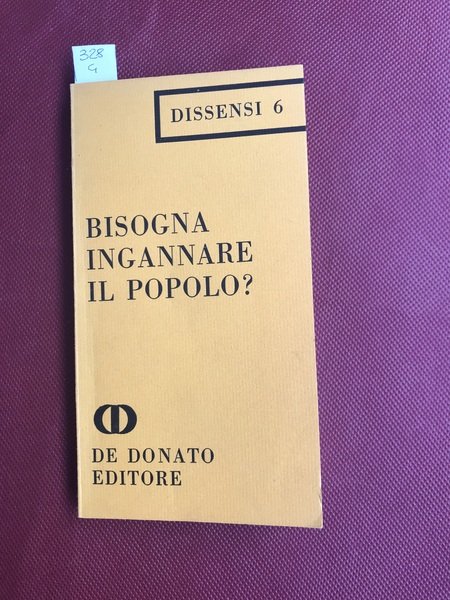 328
G
DISSENSI 6
BISOGNA
INGANNARE
IL POPOLO?
DE DONATO
EDITORE